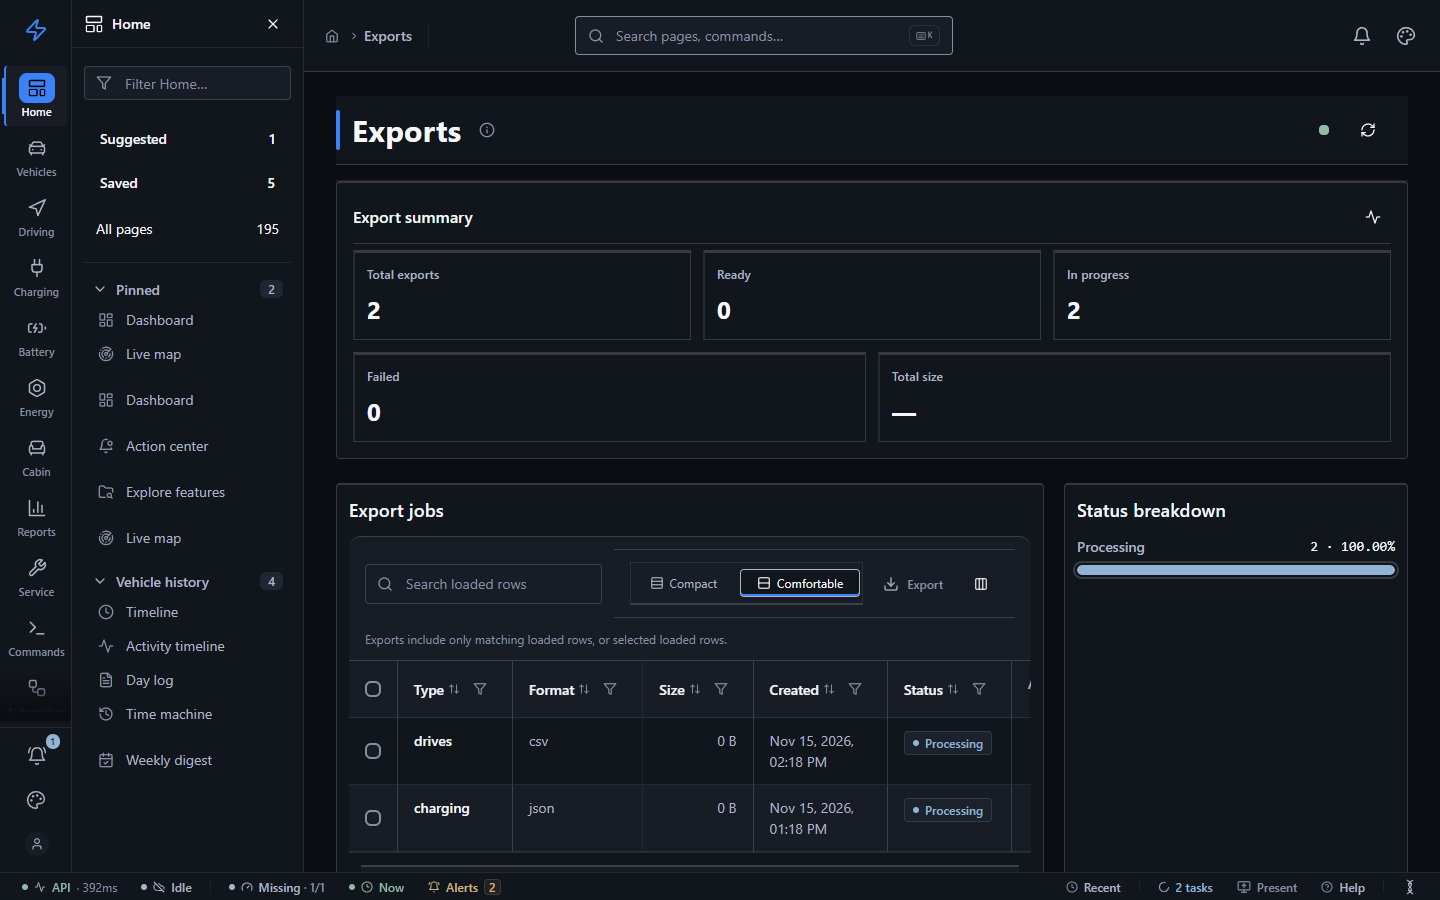 Home
Vehicles
Driving
Charging
Battery
Energy
Cabin
Reports
Service
Commands
1
Home
Filter Home...
Suggested 1
Saved 5
All pages 195
Pinned 2
Dashboard
Live map
Dashboard
Action center
Explore features
Live map
Vehicle history 4
Timeline
Activity timeline
Day log
Time machine
Weekly digest
Exports
Search pages, commands... K
Exports
Export summary
Total exports
2
Ready
0
In progress
2
Failed
0
Total size
—
Export jobs
Search loaded rows
Compact Comfortable Export
Exports include only matching loaded rows, or selected loaded rows.
Type Format Size Created Status
drives csv 0 B Nov 15, 2026, 02:18 PM Processing
charging json 0 B Nov 15, 2026, 01:18 PM Processing
Status breakdown
Processing 2 · 100.00%
API · 392ms Idle Missing · 1/1 Now Alerts 2 Recent 2 tasks Present Help